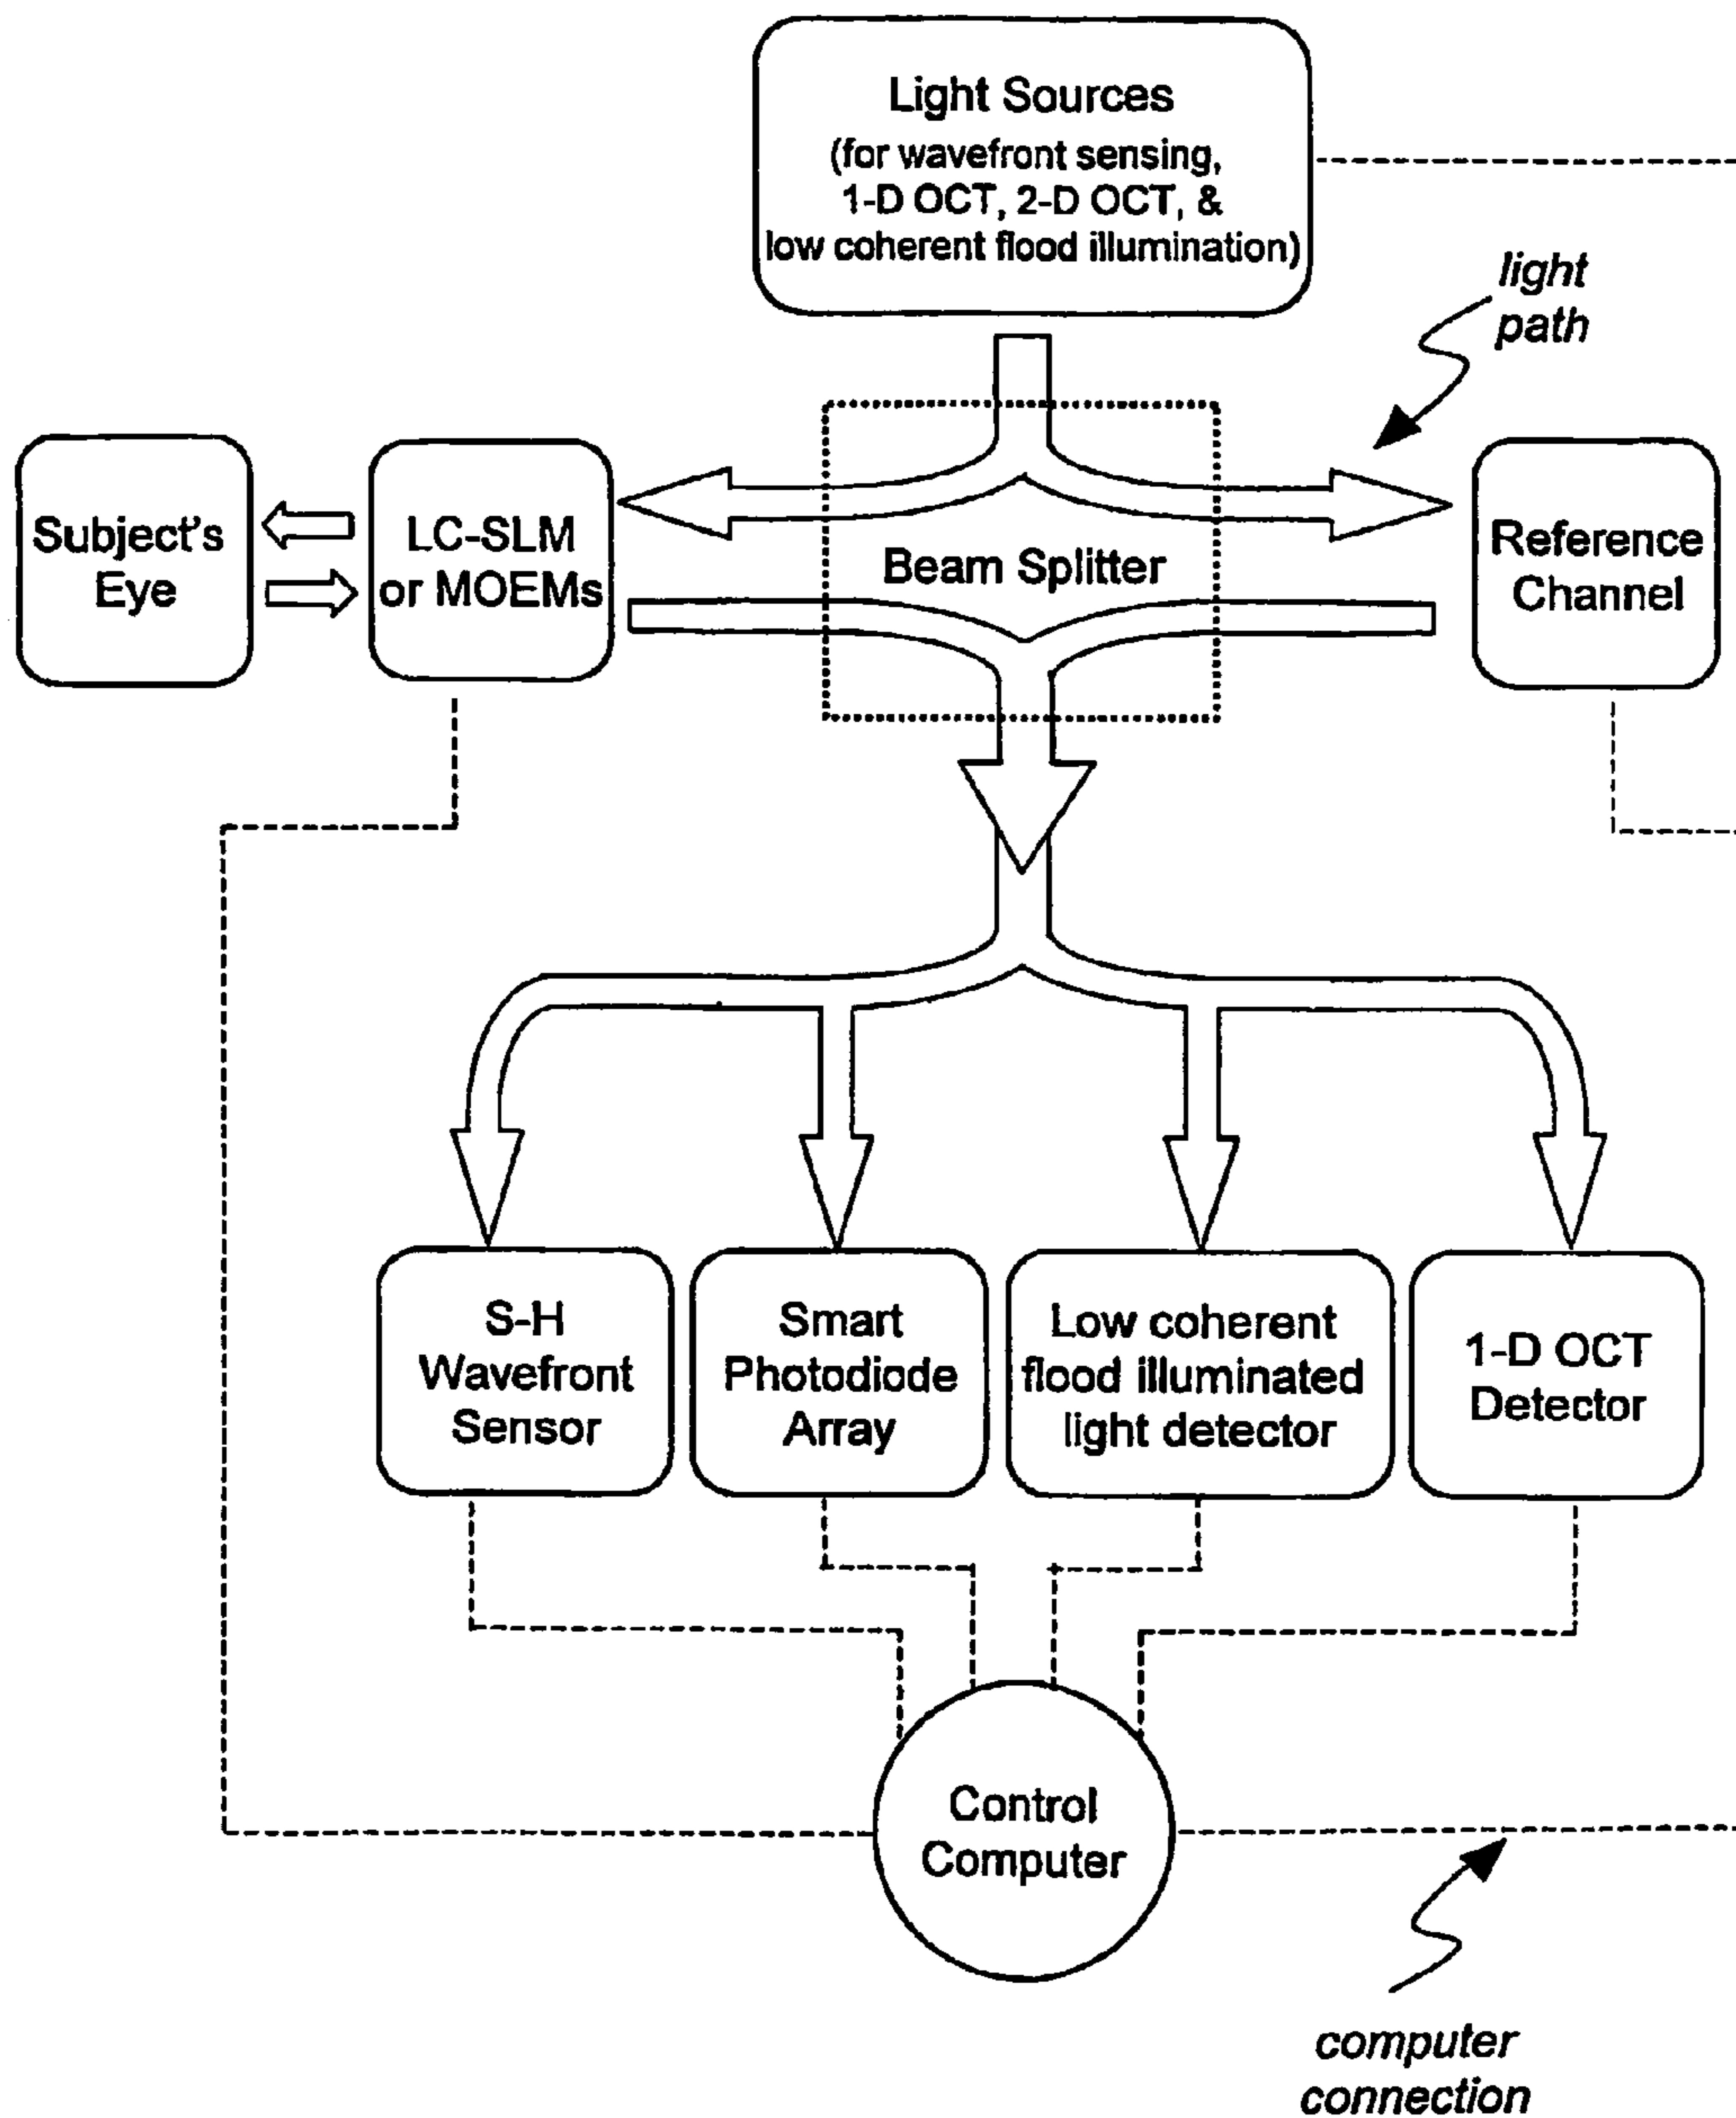 Light Sources
(for wavefront sensing,
1-D OCT, 2-D OCT, &
low coherent flood illumination)
light
path
Subject's
Eye
LC-SLM
or MOEMs
Beam Splitter
Reference
Channel
S-H
Wavefront
Sensor
Smart
Photodiode
Array
Low coherent
flood illuminated
light detector
1-D OCT
Detector
Control
Computer
computer
connection